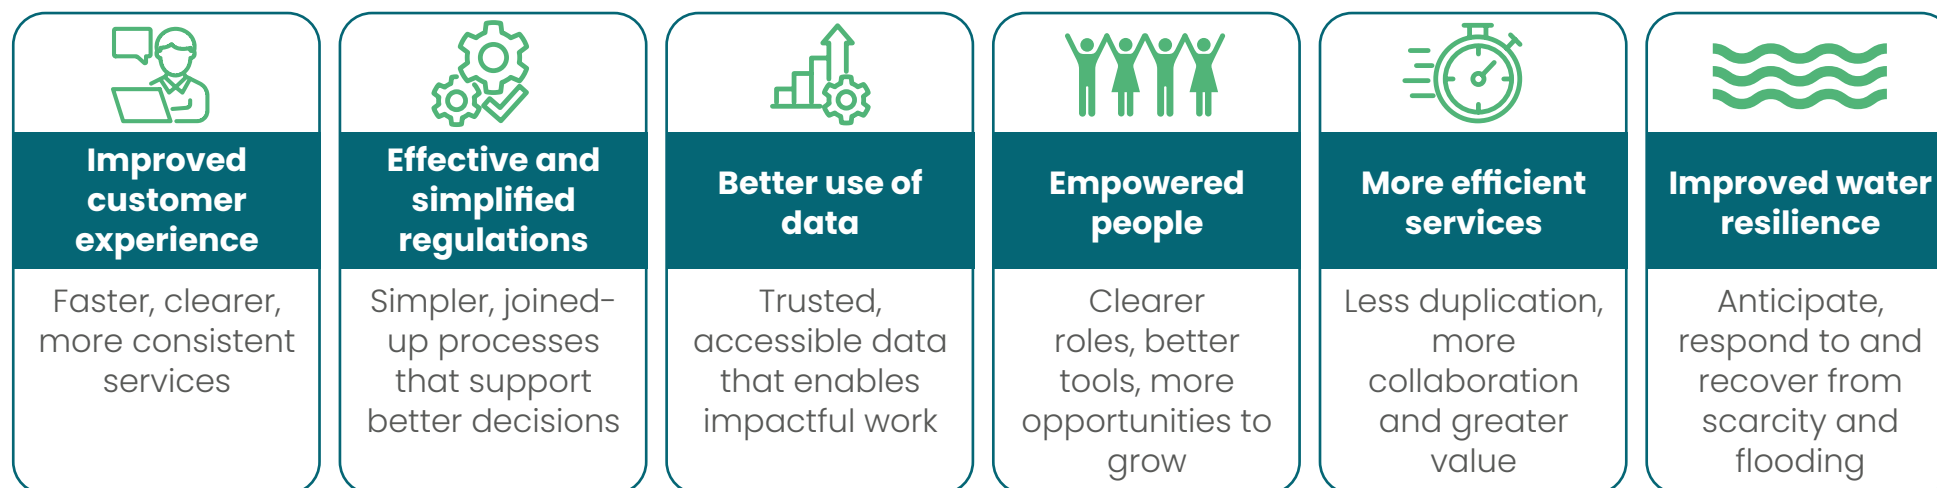 Improved
customer
experience
Faster, clearer,
more consistent
services
Effective and
simplified
regulations
Simpler, joined-
up processes
that support
better decisions
Better use of
data
Trusted,
accessible data
that enables
impactful work
Empowered
people
Clearer
roles, better
tools, more
opportunities to
grow
More efficient
services
Less duplication,
more
collaboration
and greater
value
Improved water
resilience
Anticipate,
respond to and
recover from
scarcity and
flooding